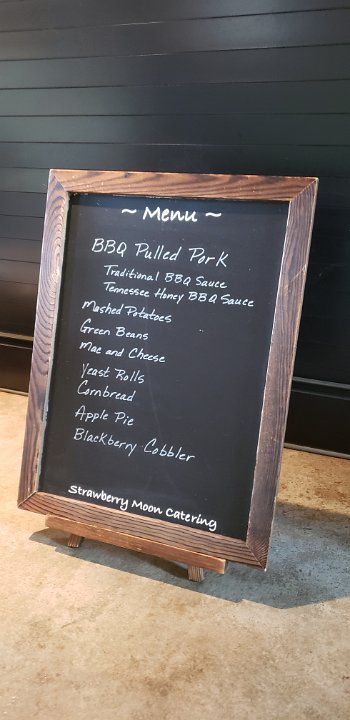 ~ Menu ~
BBQ Pulled Pork
Traditional BBQ Sauce
Tennessee Honey BBQ Sauce
Mashed Potatoes
Green Beans
Mac and Cheese
Yeast Rolls
Cornbread
Apple Pie
Blackberry Cobbler
Strawberry Moon Catering